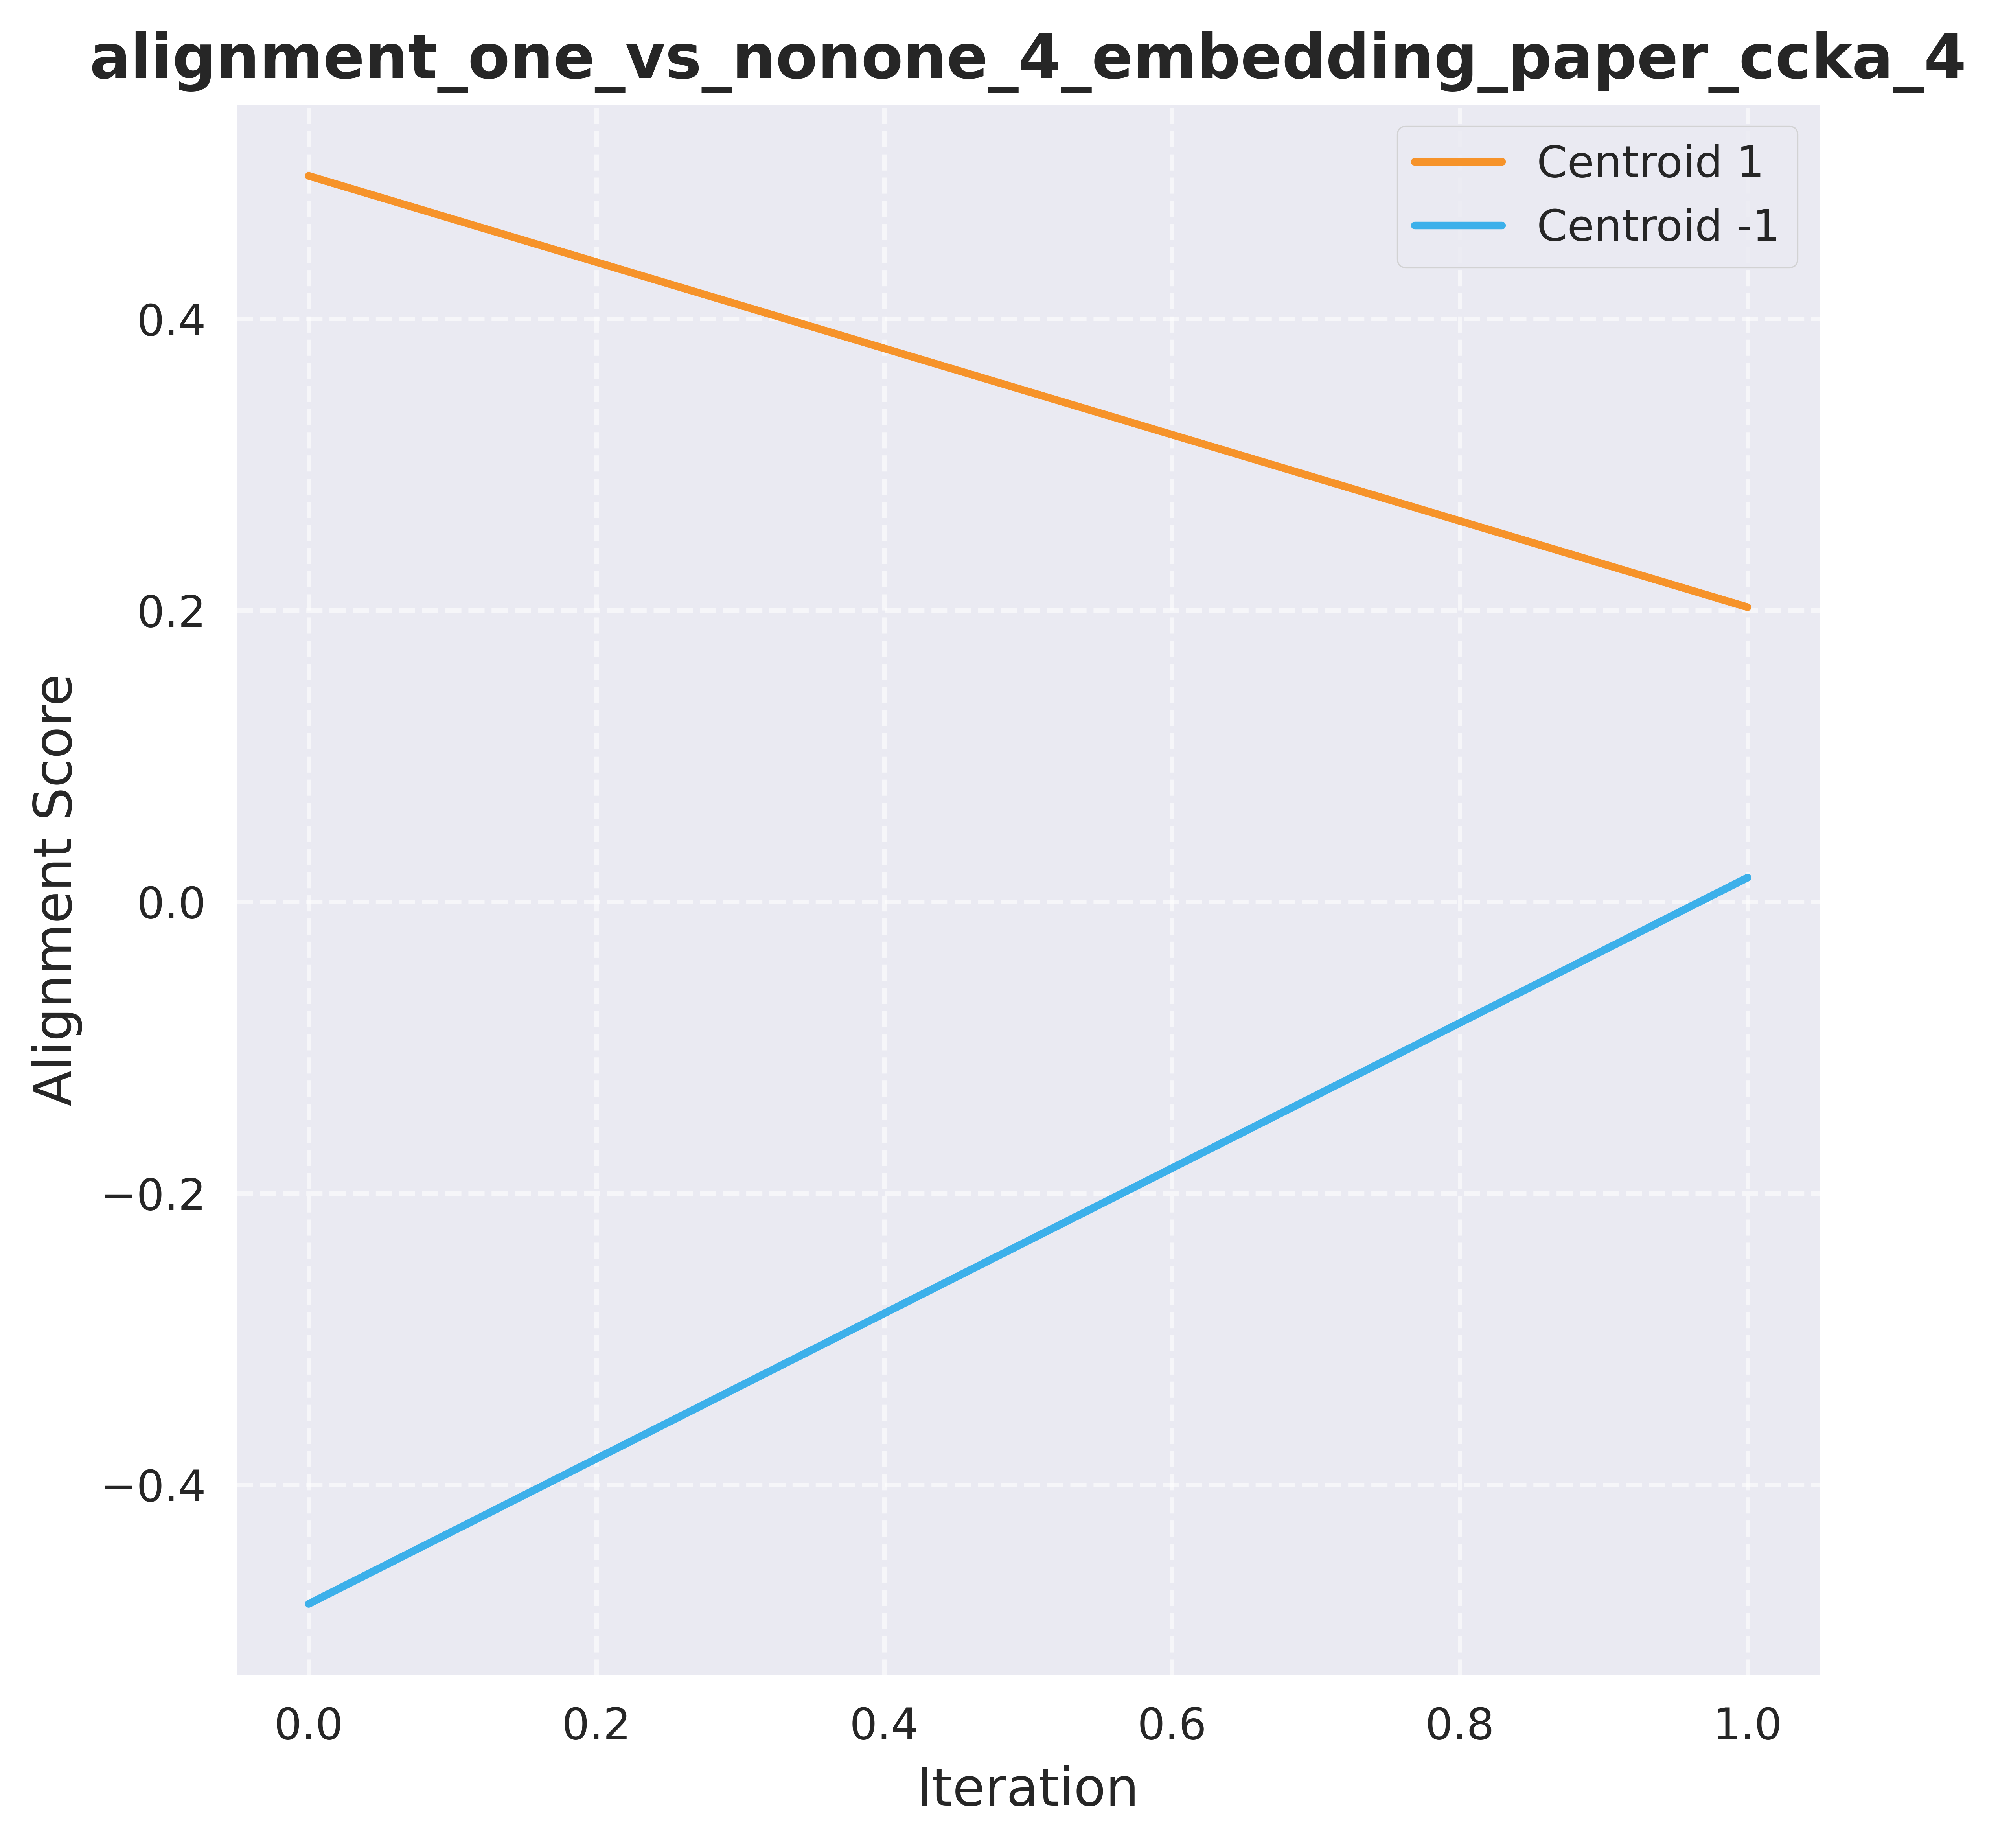 alignment_one_vs_nonone_4_embedding_paper_ccka_4
Centroid 1
Centroid -1
0.4
0.2
0.0
−0.2
−0.4
Alignment Score
0.0 0.2 0.4 0.6 0.8 1.0
Iteration